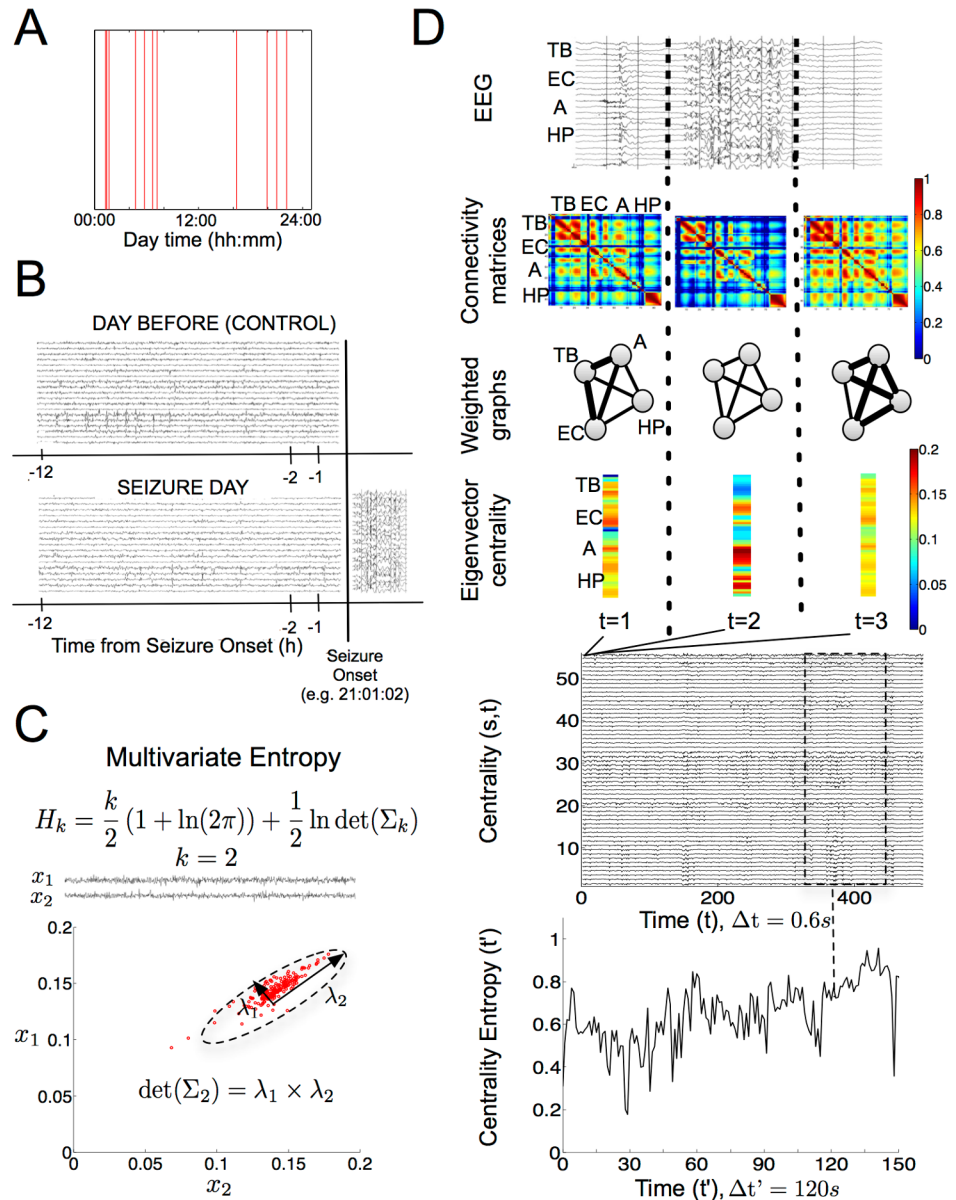 A
00:00 12:00 24:00
Day time (hh:mm)
B
DAY BEFORE (CONTROL)
-12 -2 -1
SEIZURE DAY
-12 -2 -1
Time from Seizure Onset (h)
Seizure
Onset
(e.g. 21:01:02)
C
Multivariate Entropy
H_k = k/2 (1 + ln(2π)) + 1/2 ln det(Σ_k)
k = 2
x_1
x_2
0.2
0.15
x_1 0.1
0.05
0
λ_1
λ_2
det(Σ_2) = λ_1 × λ_2
0 0.05 0.1 0.15 0.2
x_2
D
EEG
TB
EC
A
HP
Connectivity
matrices
TB EC A HP
TB
EC
A
HP
1
0.8
0.6
0.4
0.2
0
Weighted
graphs
TB
A
EC
HP
Eigenvector
centrality
TB
EC
A
HP
0.2
0.15
0.1
0.05
0
t=1 t=2 t=3
Centrality (s,t)
50
40
30
20
10
0 200 400
Time (t), Δt = 0.6s
Centrality Entropy (t')
1
0.8
0.6
0.4
0.2
0
0 30 60 90 120 150
Time (t'), Δt' = 120s